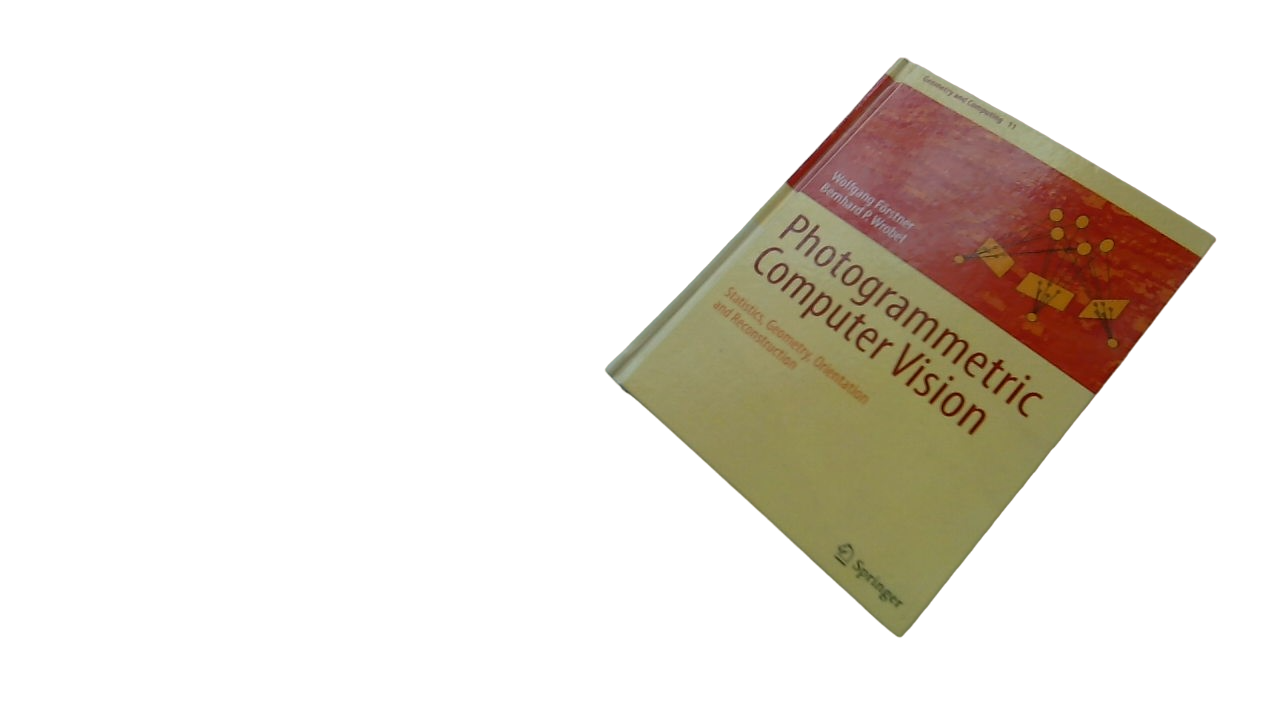 Geometry and Computing 11
Wolfgang Förstner
Bernhard P. Wrobel
Photogrammetric
Computer Vision
Statistics, Geometry, Orientation
and Reconstruction
Springer